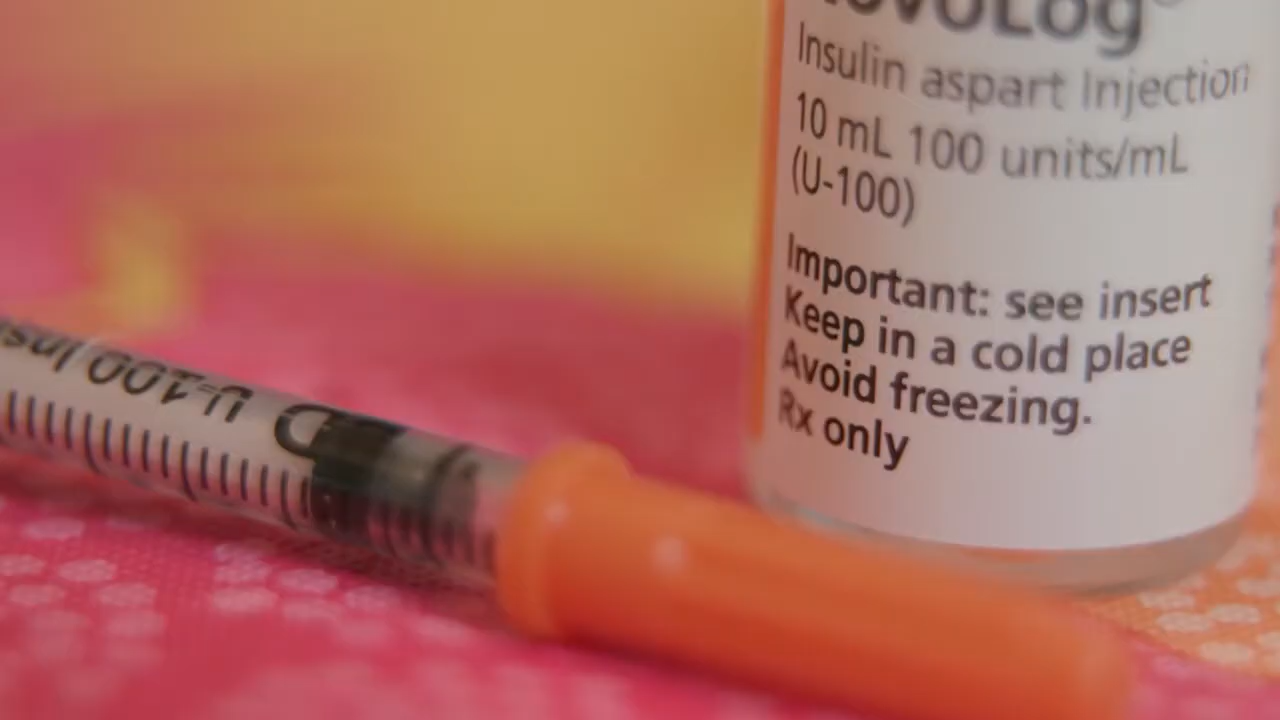 NovoLog®
Insulin aspart Injection
10 mL 100 units/mL
(U-100)
Important: see insert
Keep in a cold place
Avoid freezing.
Rx only
U-100 Ins